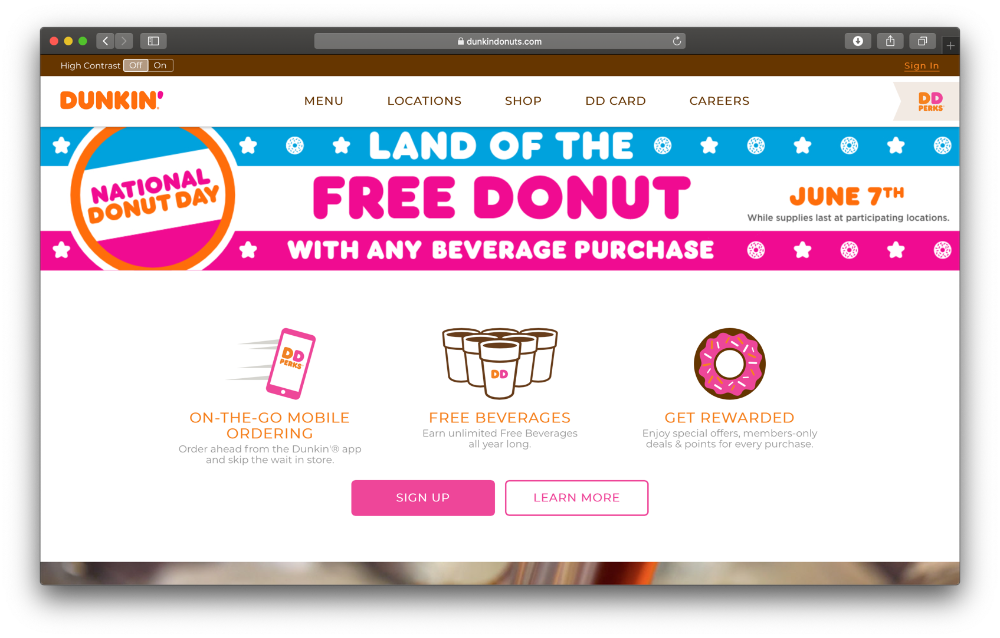 dunkindonuts.com
High Contrast Off On
Sign In
DUNKIN'
MENU LOCATIONS SHOP DD CARD CAREERS
DD
PERKS
NATIONAL
DONUT DAY
LAND OF THE
FREE DONUT
WITH ANY BEVERAGE PURCHASE
JUNE 7TH
While supplies last at participating locations.
DD
PERKS
ON-THE-GO MOBILE
ORDERING
Order ahead from the Dunkin'® app
and skip the wait in store.
DD
FREE BEVERAGES
Earn unlimited Free Beverages
all year long.
GET REWARDED
Enjoy special offers, members-only
deals & points for every purchase.
SIGN UP
LEARN MORE